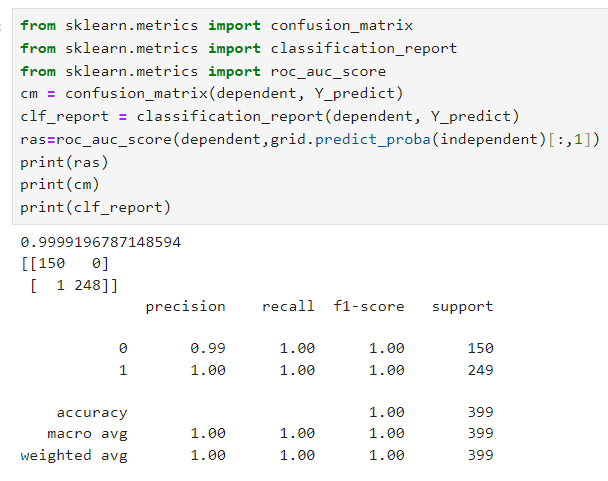 from sklearn.metrics import confusion_matrix
from sklearn.metrics import classification_report
from sklearn.metrics import roc_auc_score
cm = confusion_matrix(dependent, Y_predict)
clf_report = classification_report(dependent, Y_predict)
ras=roc_auc_score(dependent,grid.predict_proba(independent)[:,1])
print(ras)
print(cm)
print(clf_report)
0.9999196787148594
[[150   0]
 [  1 248]]
              precision    recall  f1-score   support
           0       0.99      1.00      1.00       150
           1       1.00      1.00      1.00       249
    accuracy                           1.00       399
   macro avg       1.00      1.00      1.00       399
weighted avg       1.00      1.00      1.00       399